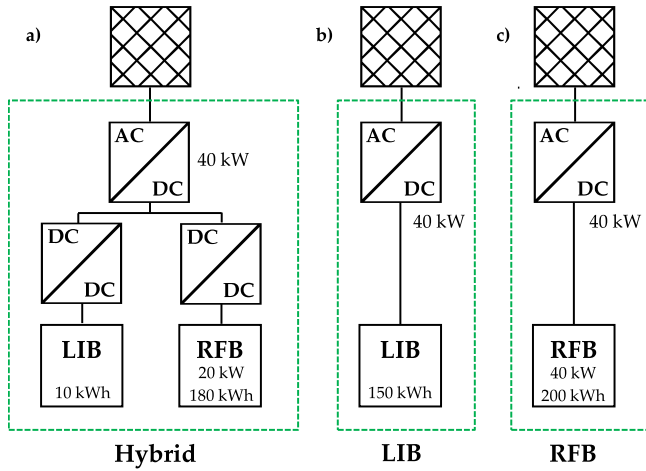 a)
AC
DC
40 kW
DC
DC
DC
DC
LIB
10 kWh
RFB
20 kW
180 kWh
Hybrid
b)
AC
DC
40 kW
LIB
150 kWh
LIB
c)
AC
DC
40 kW
RFB
40 kW
200 kWh
RFB